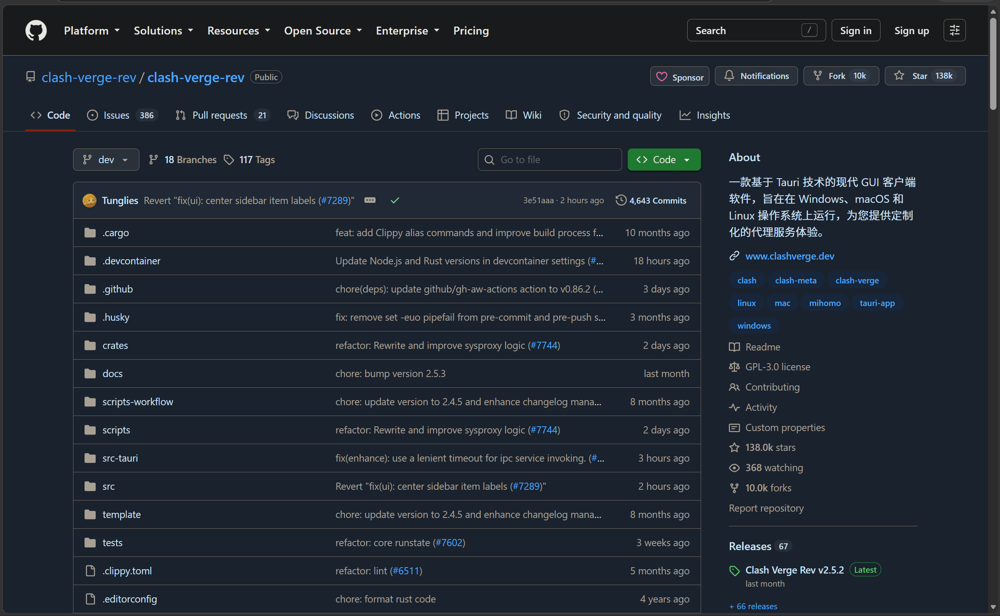 Platform Solutions Resources Open Source Enterprise Pricing Search / Sign in Sign up
clash-verge-rev / clash-verge-rev Public Sponsor Notifications Fork 10k Star 138k
Code Issues 386 Pull requests 21 Discussions Actions Projects Wiki Security and quality Insights
dev 18 Branches 117 Tags Go to file Code
Tunglies Revert "fix(ui): center sidebar item labels (#7289)" 3e51aaa · 2 hours ago 4,643 Commits
.cargo feat: add Clippy alias commands and improve build process f... 10 months ago
.devcontainer Update Node.js and Rust versions in devcontainer settings (#... 18 hours ago
.github chore(deps): update github/gh-aw-actions action to v0.86.2 (... 3 days ago
.husky fix: remove set -euo pipefail from pre-commit and pre-push s... 3 months ago
crates refactor: Rewrite and improve sysproxy logic (#7744) 2 days ago
docs chore: bump version 2.5.3 last month
scripts-workflow chore: update version to 2.4.5 and enhance changelog mana... 8 months ago
scripts refactor: Rewrite and improve sysproxy logic (#7744) 2 days ago
src-tauri fix(enhance): use a lenient timeout for ipc service invoking. (#... 3 hours ago
src Revert "fix(ui): center sidebar item labels (#7289)" 2 hours ago
template chore: update version to 2.4.5 and enhance changelog mana... 8 months ago
tests refactor: core runstate (#7602) 3 weeks ago
.clippy.toml refactor: lint (#6511) 5 months ago
.editorconfig chore: format rust code 4 years ago
About
一款基于 Tauri 技术的现代 GUI 客户端
软件，旨在在 Windows、macOS 和
Linux 操作系统上运行，为您提供定制
化的代理服务体验。
www.clashverge.dev
clash clash-meta clash-verge
linux mac mihomo tauri-app
windows
Readme
GPL-3.0 license
Contributing
Activity
Custom properties
138.0k stars
368 watching
10.0k forks
Report repository
Releases 67
Clash Verge Rev v2.5.2 Latest
last month
+ 66 releases